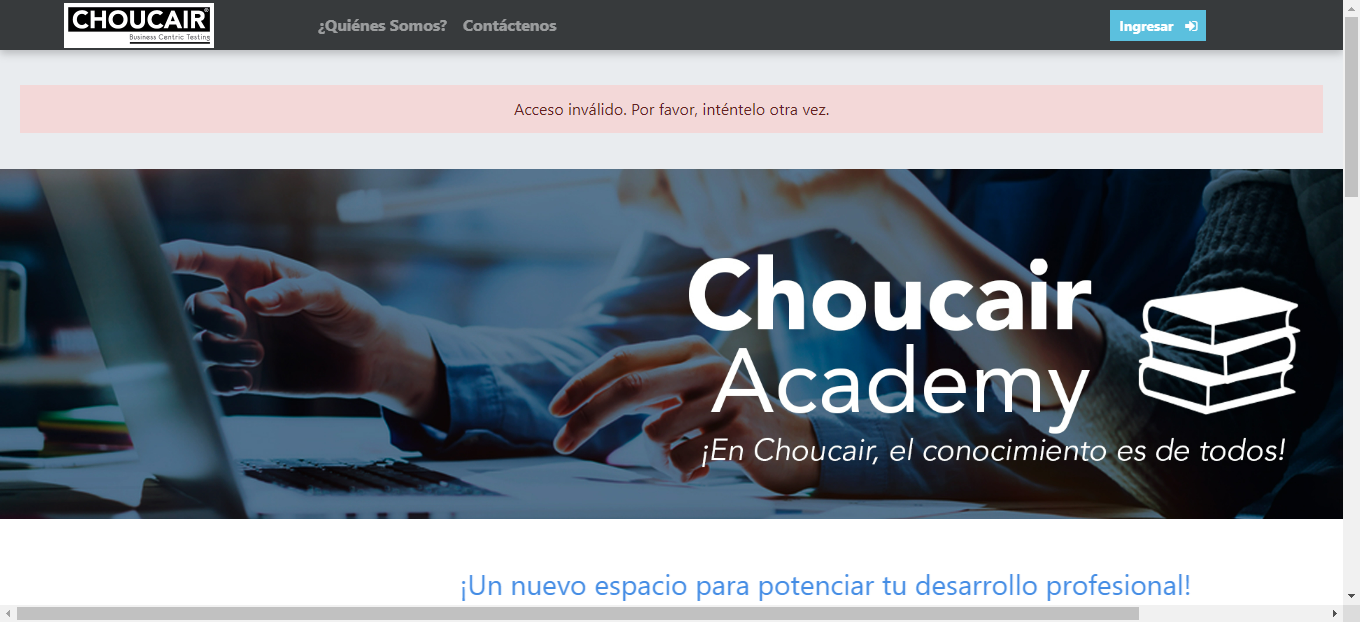 CHOUCAIR®
Business Centric Testing
¿Quiénes Somos?
Contáctenos
Ingresar
Acceso inválido. Por favor, inténtelo otra vez.
Choucair
Academy
¡En Choucair, el conocimiento es de todos!
¡Un nuevo espacio para potenciar tu desarrollo profesional!